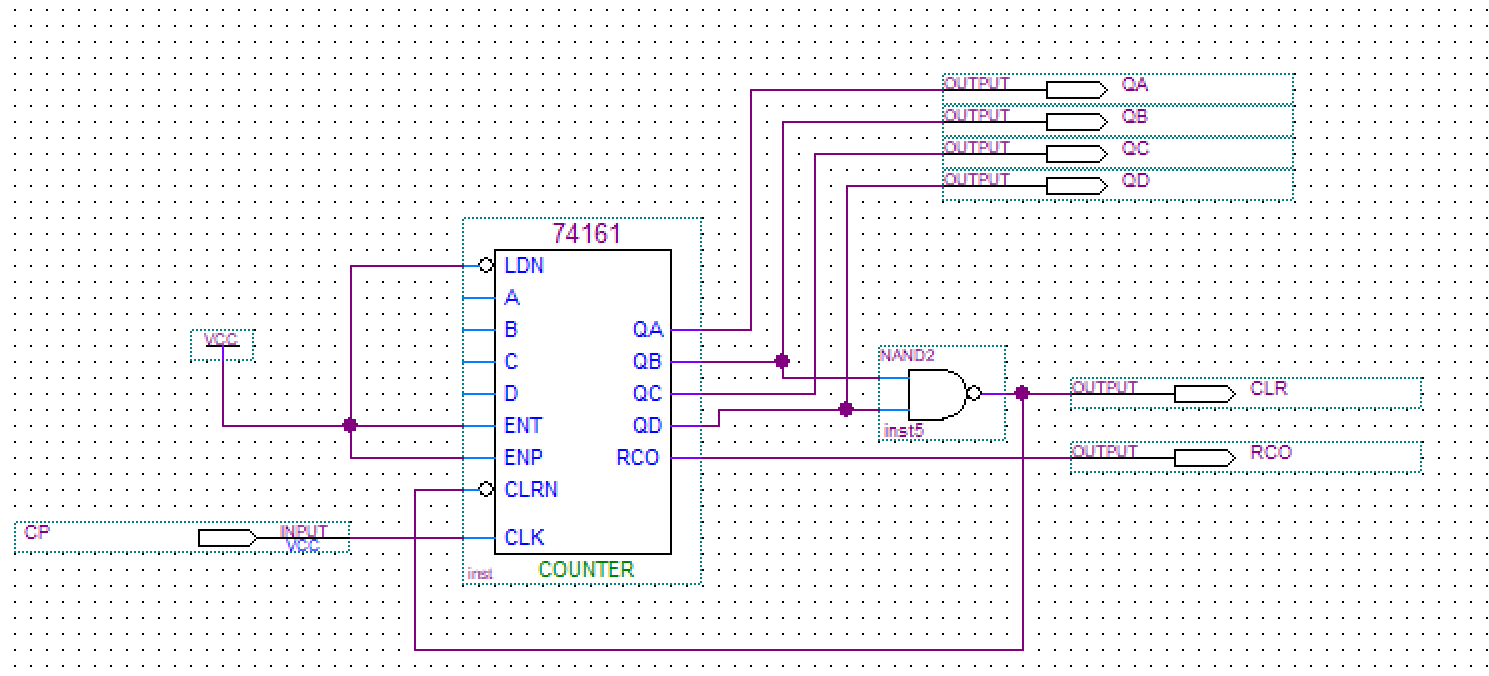 OUTPUT QA
OUTPUT QB
OUTPUT QC
OUTPUT QD
74161
LDN
A
B
C
D
ENT
ENP
CLRN
CLK
QA
QB
QC
QD
RCO
COUNTER
inst
VCC
CP INPUT
VCC
NAND2
inst5
OUTPUT CLR
OUTPUT RCO